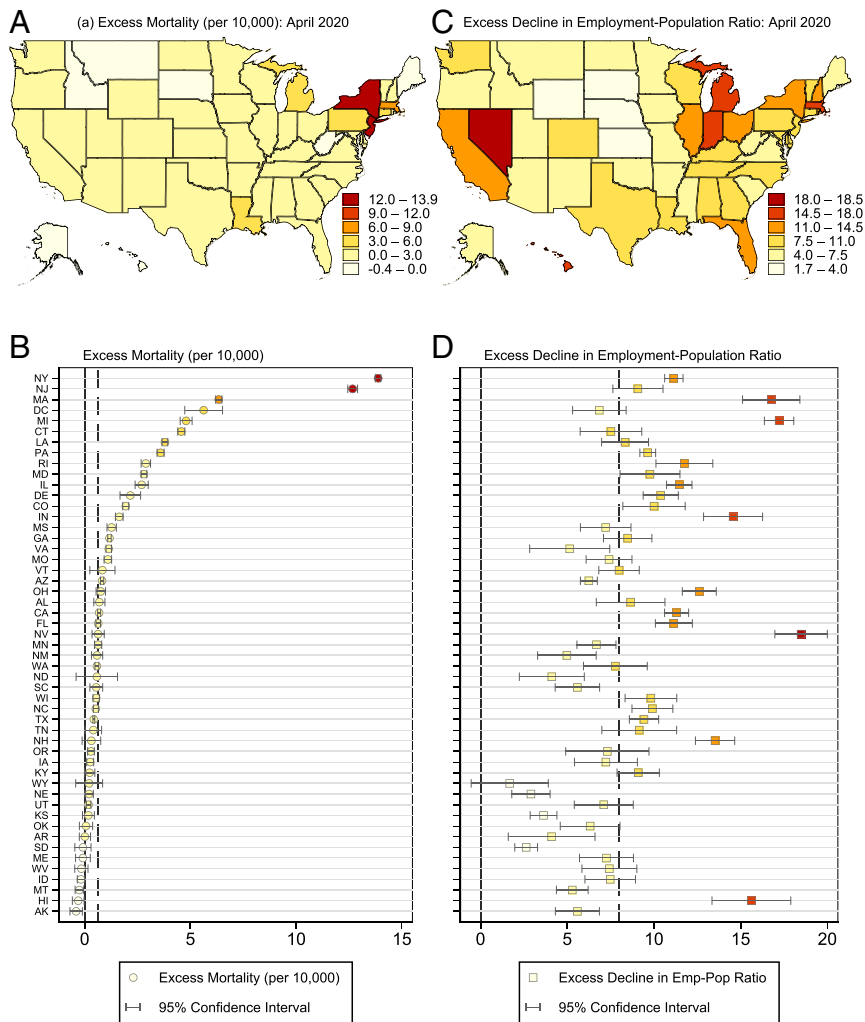 A
(a) Excess Mortality (per 10,000): April 2020
12.0 – 13.9
9.0 – 12.0
6.0 – 9.0
3.0 – 6.0
0.0 – 3.0
-0.4 – 0.0
C
Excess Decline in Employment-Population Ratio: April 2020
18.0 – 18.5
14.5 – 18.0
11.0 – 14.5
7.5 – 11.0
4.0 – 7.5
1.7 – 4.0
B
Excess Mortality (per 10,000)
NY
NJ
MA
DC
MI
CT
LA
PA
RI
MD
IL
DE
CO
IN
MS
GA
VA
MO
VT
AZ
OH
AL
CA
FL
NV
MN
NM
WA
ND
SC
WI
NC
TX
TN
NH
OR
IA
KY
WY
NE
UT
KS
OK
AR
SD
ME
WV
ID
MT
HI
AK
0 5 10 15
Excess Mortality (per 10,000)
95% Confidence Interval
D
Excess Decline in Employment-Population Ratio
0 5 10 15 20
Excess Decline in Emp-Pop Ratio
95% Confidence Interval